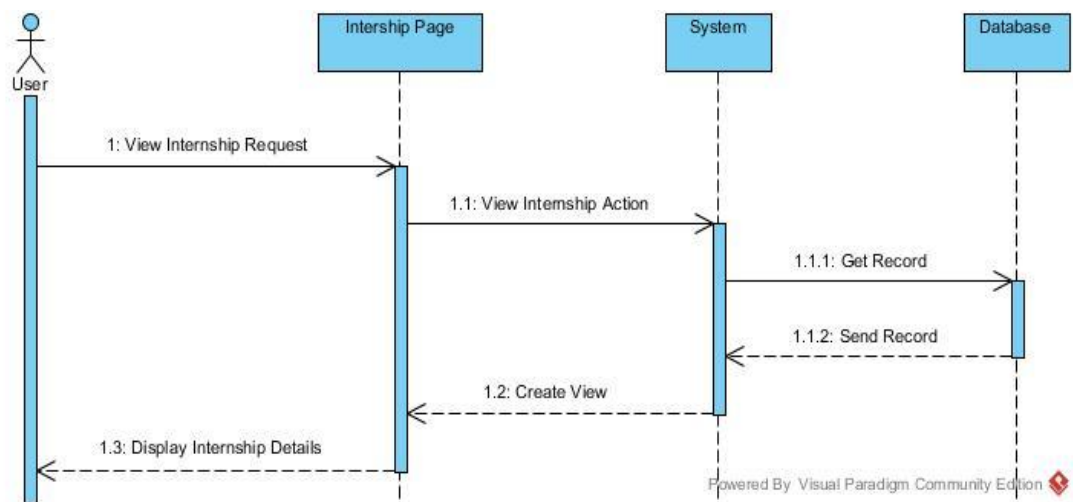 Intership Page
System
Database
User
1: View Internship Request
1.1: View Internship Action
1.1.1: Get Record
1.1.2: Send Record
1.2: Create View
1.3: Display Internship Details
Powered By Visual Paradigm Community Edition